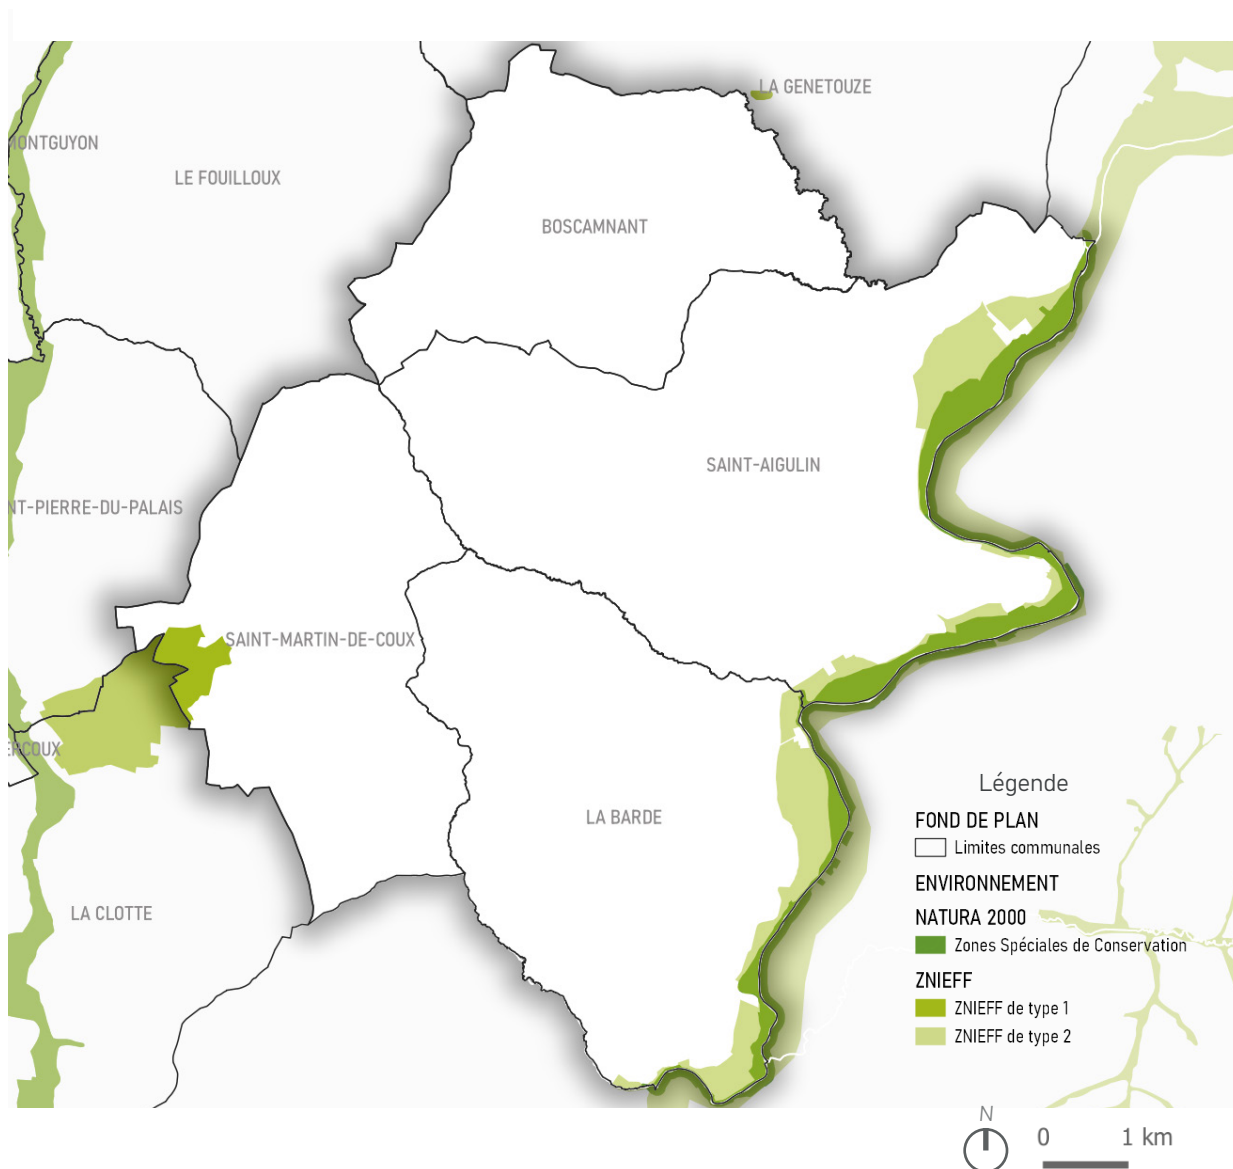 LA GENETOUZE
MONTGUYON
LE FOUILLOUX
BOSCAMNANT
SAINT-AIGULIN
NT-PIERRE-DU-PALAIS
SAINT-MARTIN-DE-COUX
ERCOUX
LA BARDE
LA CLOTTE
Légende
FOND DE PLAN
Limites communales
ENVIRONNEMENT
NATURA 2000
Zones Spéciales de Conservation
ZNIEFF
ZNIEFF de type 1
ZNIEFF de type 2
N
0 1 km